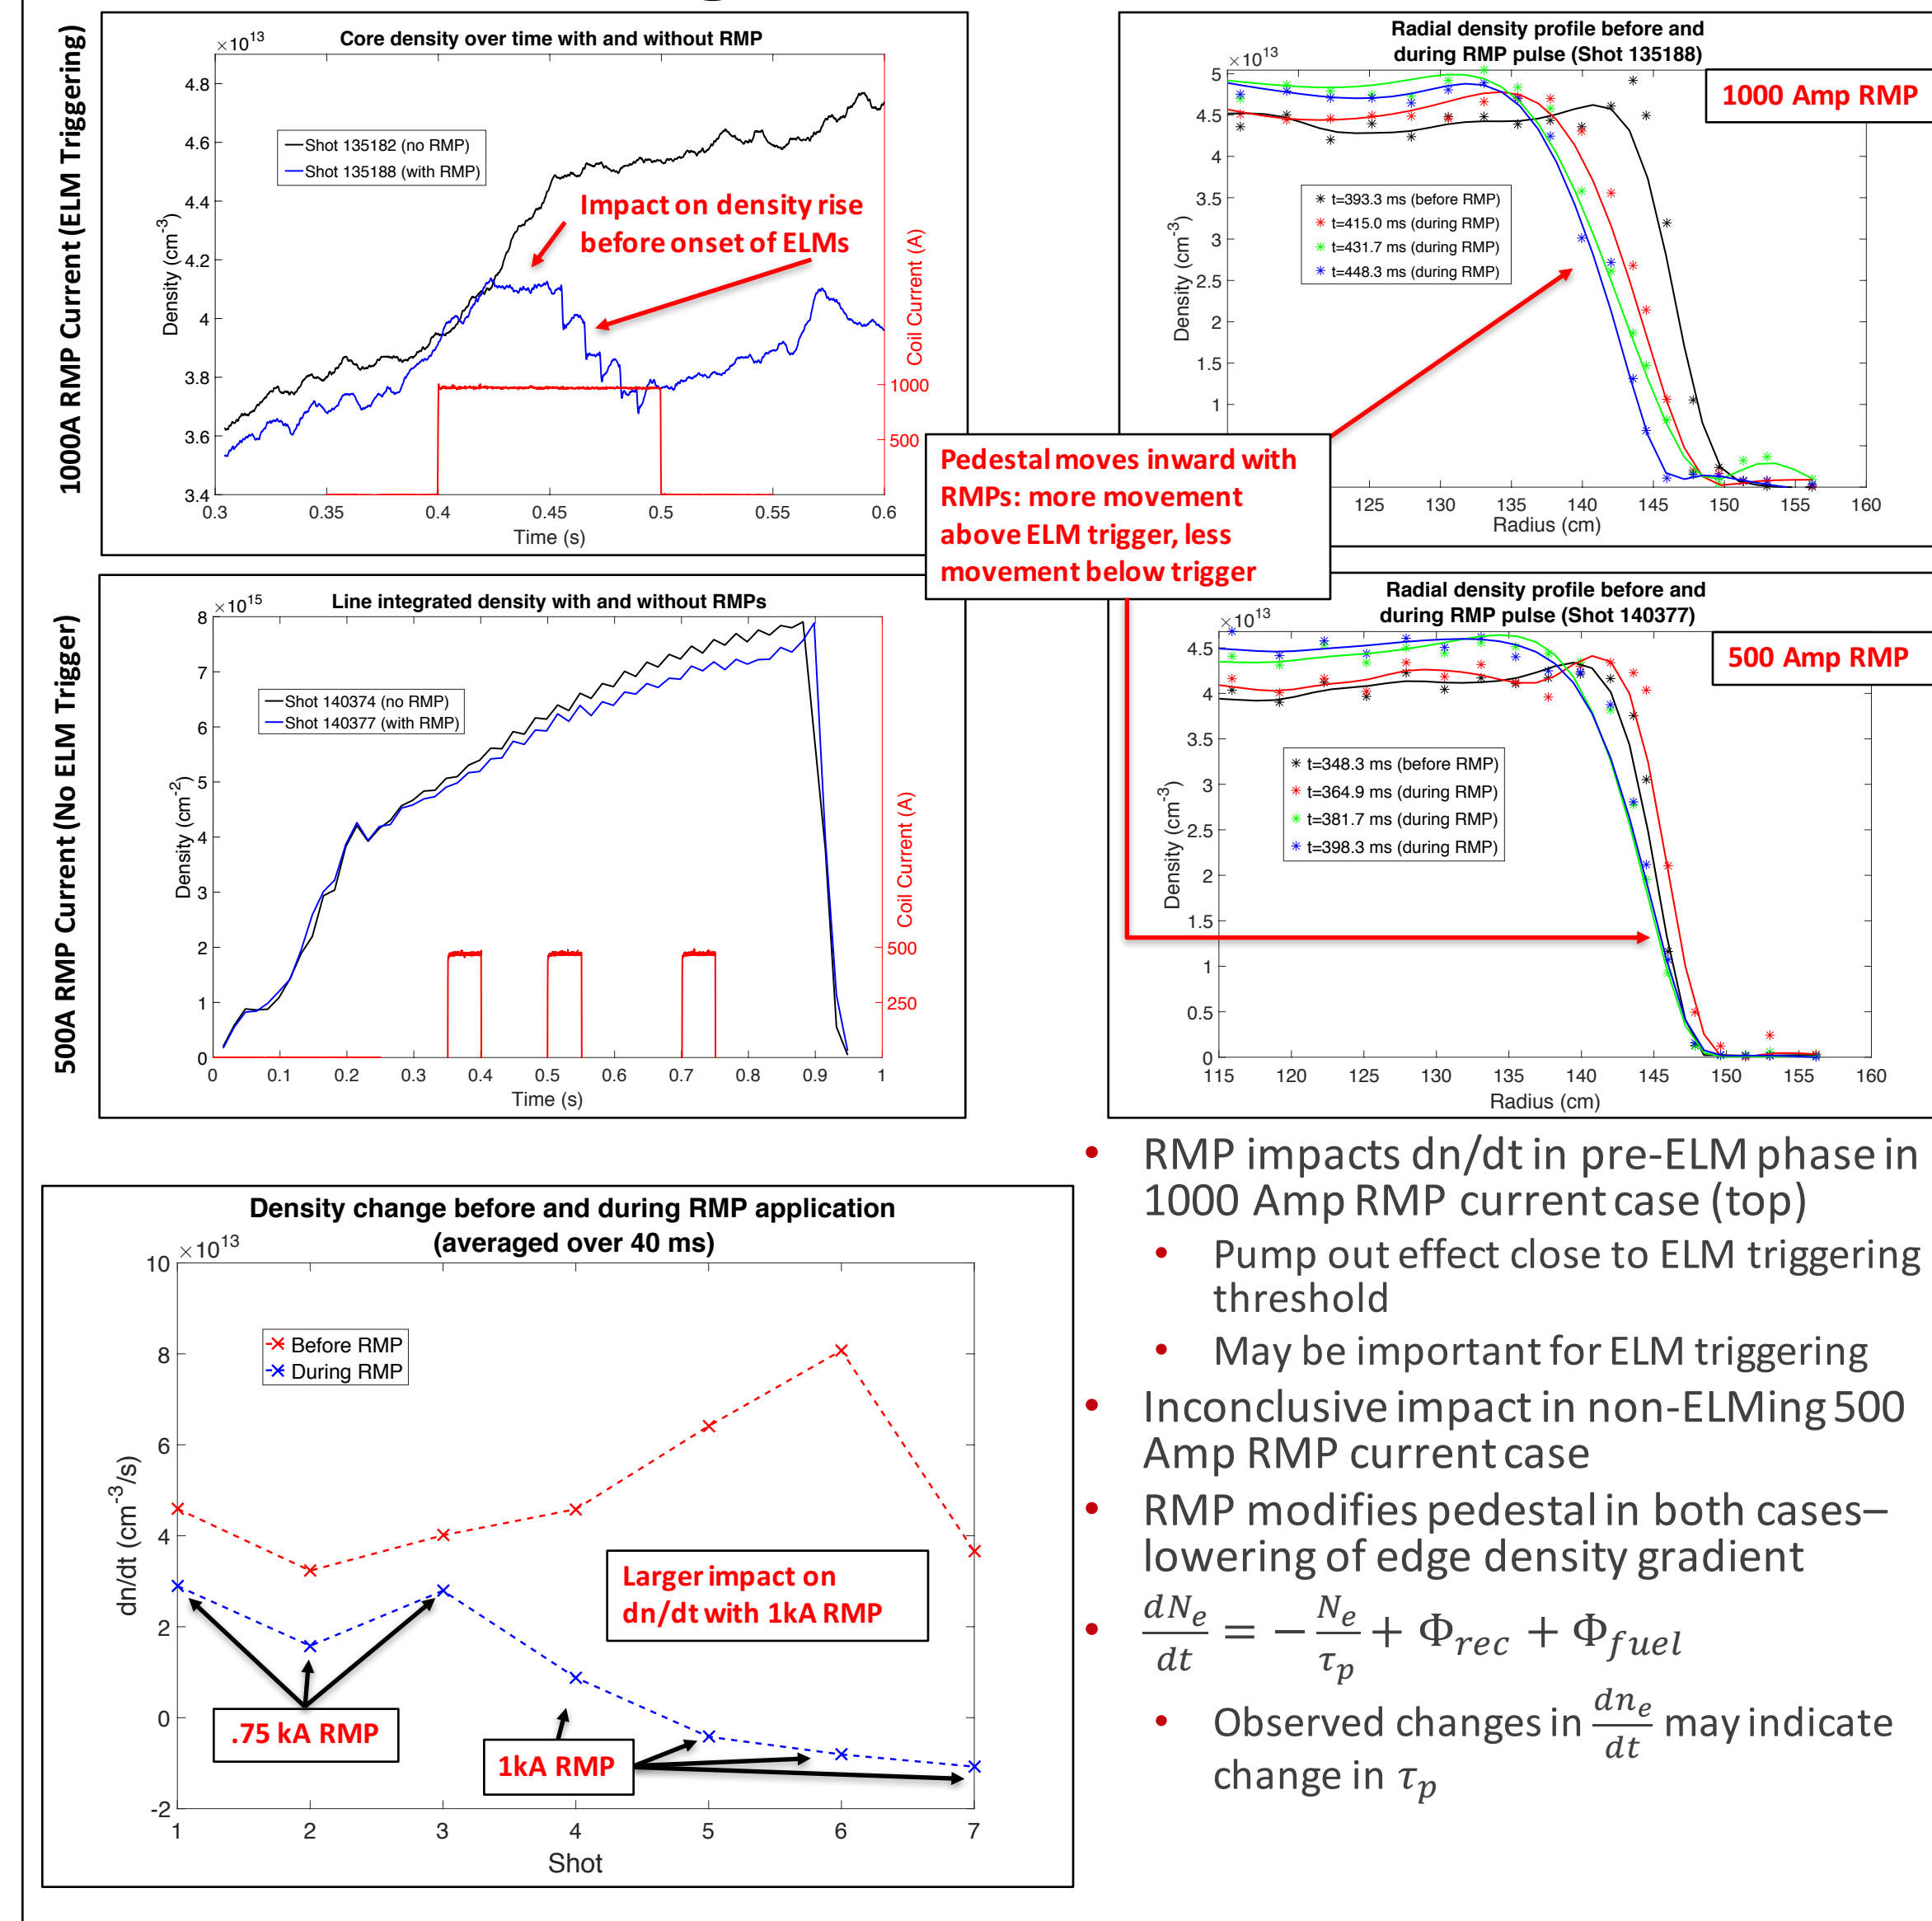 1000A RMP Current (ELM Triggering)
Core density over time with and without RMP
×10^13
4.8
4.6
4.4
4.2
4
3.8
3.6
3.4
Density (cm^-3)
Shot 135182 (no RMP)
Shot 135188 (with RMP)
Impact on density rise
before onset of ELMs
Coil Current (A)
1000
500
0.3 0.35 0.4 0.45 0.5 0.55 0.6
Time (s)
Radial density profile before and
during RMP pulse (Shot 135188)
×10^13
1000 Amp RMP
5
4.5
4
3.5
3
2.5
2
1.5
1
Density (cm^-3)
t=393.3 ms (before RMP)
t=415.0 ms (during RMP)
t=431.7 ms (during RMP)
t=448.3 ms (during RMP)
125 130 135 140 145 150 155 160
Radius (cm)
Pedestal moves inward with
RMPs: more movement
above ELM trigger, less
movement below trigger
500A RMP Current (No ELM Trigger)
Line integrated density with and without RMPs
×10^15
8
7
6
5
4
3
2
1
0
Density (cm^-2)
Shot 140374 (no RMP)
Shot 140377 (with RMP)
Coil Current (A)
500
250
0 0.1 0.2 0.3 0.4 0.5 0.6 0.7 0.8 0.9 1
Time (s)
Radial density profile before and
during RMP pulse (Shot 140377)
×10^13
500 Amp RMP
4.5
4
3.5
3
2.5
2
1.5
1
0.5
0
Density (cm^-3)
t=348.3 ms (before RMP)
t=364.9 ms (during RMP)
t=381.7 ms (during RMP)
t=398.3 ms (during RMP)
115 120 125 130 135 140 145 150 155 160
Radius (cm)
Density change before and during RMP application
(averaged over 40 ms)
×10^13
10
8
6
4
2
0
-2
dn/dt (cm^-3/s)
Before RMP
During RMP
Larger impact on
dn/dt with 1kA RMP
.75 kA RMP
1kA RMP
1 2 3 4 5 6 7
Shot
• RMP impacts dn/dt in pre-ELM phase in
1000 Amp RMP current case (top)
• Pump out effect close to ELM triggering
threshold
• May be important for ELM triggering
• Inconclusive impact in non-ELMing 500
Amp RMP current case
• RMP modifies pedestal in both cases–
lowering of edge density gradient
• dN_e/dt = − N_e/τ_p + Φ_rec + Φ_fuel
• Observed changes in dn_e/dt may indicate
change in τ_p